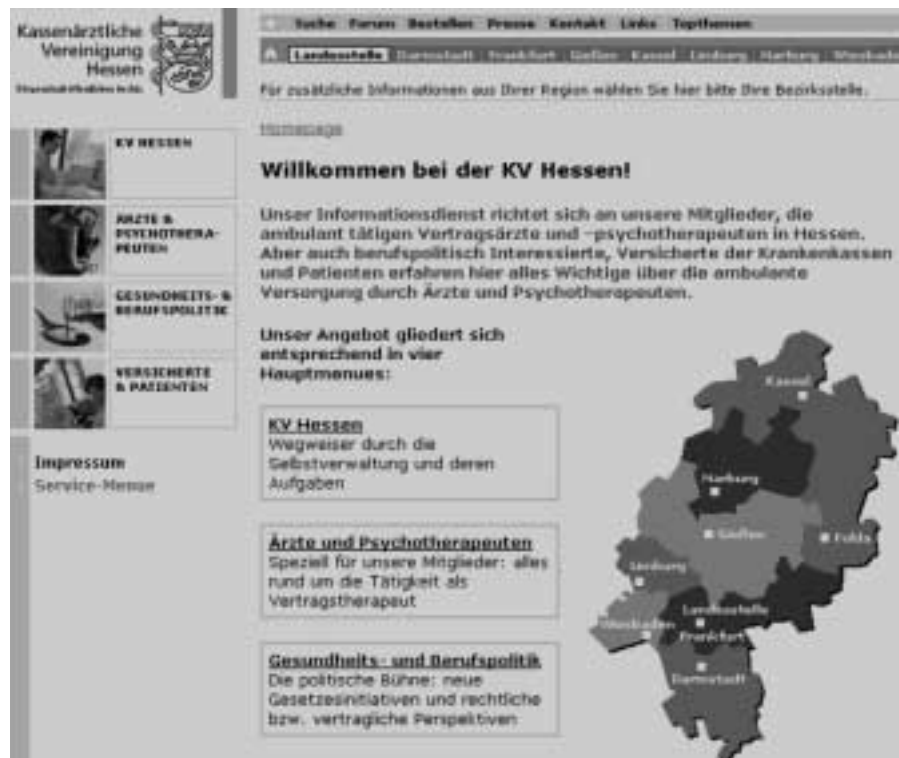 Kassenärztliche
Vereinigung
Hessen
Suche Forum Bestellen Presse Kontakt Links Topthemen
Landesstelle Darmstadt Frankfurt Gießen Kassel Limburg Marburg Wiesbaden
Für zusätzliche Informationen aus Ihrer Region wählen Sie hier bitte Ihre Bezirksstelle.
Homepage
KV HESSEN
ÄRZTE &
PSYCHOTHERA-
PEUTEN
GESUNDHEITS- &
BERUFSPOLITIK
VERSICHERTE
& PATIENTEN
Impressum
Service-Menue
Willkommen bei der KV Hessen!
Unser Informationsdienst richtet sich an unsere Mitglieder, die
ambulant tätigen Vertragsärzte und -psychotherapeuten in Hessen.
Aber auch berufspolitisch Interessierte, Versicherte der Krankenkassen
und Patienten erfahren hier alles Wichtige über die ambulante
Versorgung durch Ärzte und Psychotherapeuten.
Unser Angebot gliedert sich
entsprechend in vier
Hauptmenues:
KV Hessen
Wegweiser durch die
Selbstverwaltung und deren
Aufgaben
Ärzte und Psychotherapeuten
Speziell für unsere Mitglieder: alles
rund um die Tätigkeit als
Vertragstherapeut
Gesundheits- und Berufspolitik
Die politische Bühne: neue
Gesetzesinitiativen und rechtliche
bzw. vertragliche Perspektiven
Kassel
Marburg
Gießen
Fulda
Limburg
Landesstelle
Wiesbaden
Frankfurt
Darmstadt